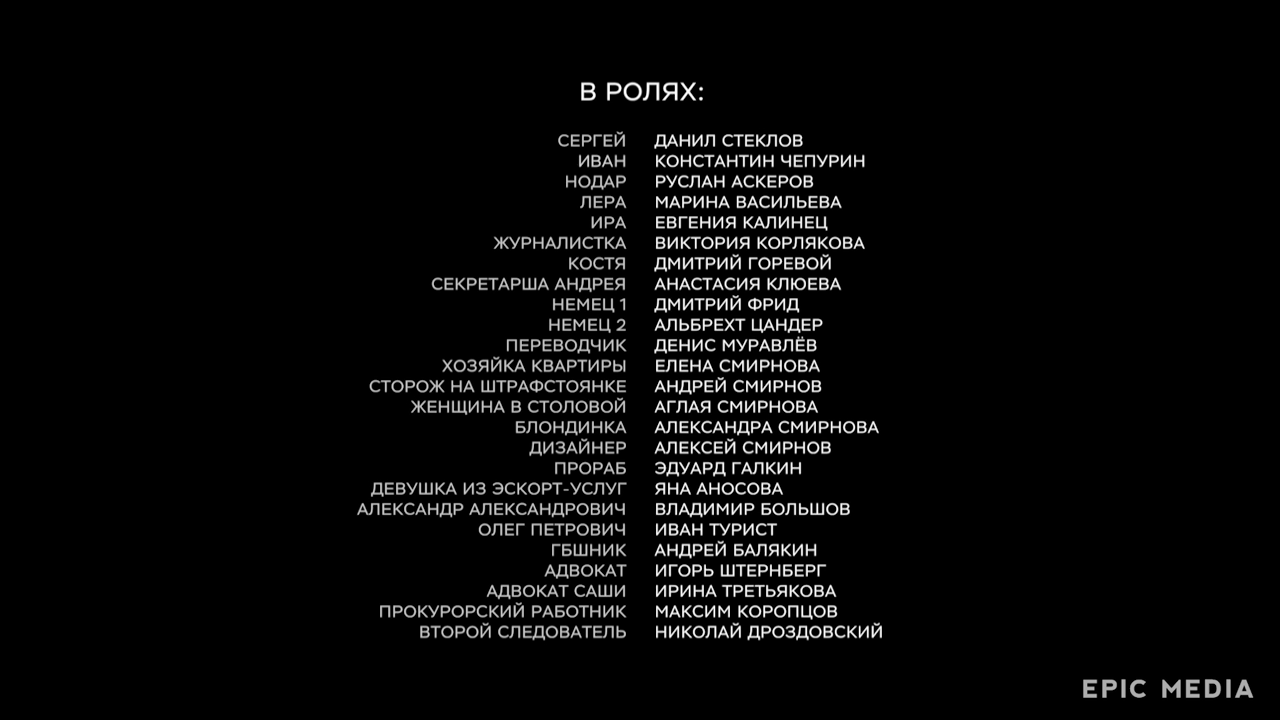 В РОЛЯХ:
СЕРГЕЙ ДАНИЛ СТЕКЛОВ
ИВАН КОНСТАНТИН ЧЕПУРИН
НОДАР РУСЛАН АСКЕРОВ
ЛЕРА МАРИНА ВАСИЛЬЕВА
ИРА ЕВГЕНИЯ КАЛИНЕЦ
ЖУРНАЛИСТКА ВИКТОРИЯ КОРЛЯКОВА
КОСТЯ ДМИТРИЙ ГОРЕВОЙ
СЕКРЕТАРША АНДРЕЯ АНАСТАСИЯ КЛЮЕВА
НЕМЕЦ 1 ДМИТРИЙ ФРИД
НЕМЕЦ 2 АЛЬБРЕХТ ЦАНДЕР
ПЕРЕВОДЧИК ДЕНИС МУРАВЛЁВ
ХОЗЯЙКА КВАРТИРЫ ЕЛЕНА СМИРНОВА
СТОРОЖ НА ШТРАФСТОЯНКЕ АНДРЕЙ СМИРНОВ
ЖЕНЩИНА В СТОЛОВОЙ АГЛАЯ СМИРНОВА
БЛОНДИНКА АЛЕКСАНДРА СМИРНОВА
ДИЗАЙНЕР АЛЕКСЕЙ СМИРНОВ
ПРОРАБ ЭДУАРД ГАЛКИН
ДЕВУШКА ИЗ ЭСКОРТ-УСЛУГ ЯНА АНОСОВА
АЛЕКСАНДР АЛЕКСАНДРОВИЧ ВЛАДИМИР БОЛЬШОВ
ОЛЕГ ПЕТРОВИЧ ИВАН ТУРИСТ
ГБШНИК АНДРЕЙ БАЛЯКИН
АДВОКАТ ИГОРЬ ШТЕРНБЕРГ
АДВОКАТ САШИ ИРИНА ТРЕТЬЯКОВА
ПРОКУРОРСКИЙ РАБОТНИК МАКСИМ КОРОПЦОВ
ВТОРОЙ СЛЕДОВАТЕЛЬ НИКОЛАЙ ДРОЗДОВСКИЙ
EPIC MEDIA